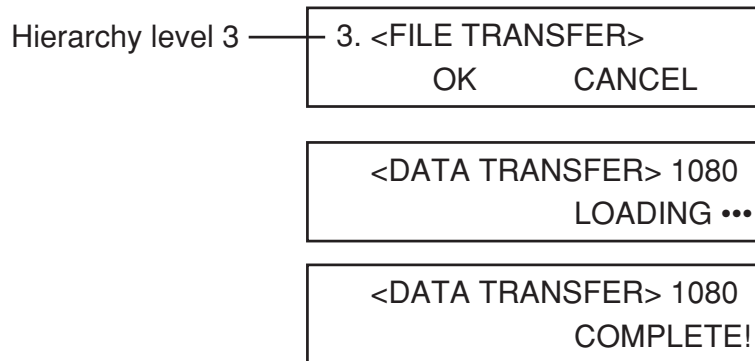 Hierarchy level 3
3. <FILE TRANSFER>
OK CANCEL
<DATA TRANSFER> 1080
LOADING •••
<DATA TRANSFER> 1080
COMPLETE!